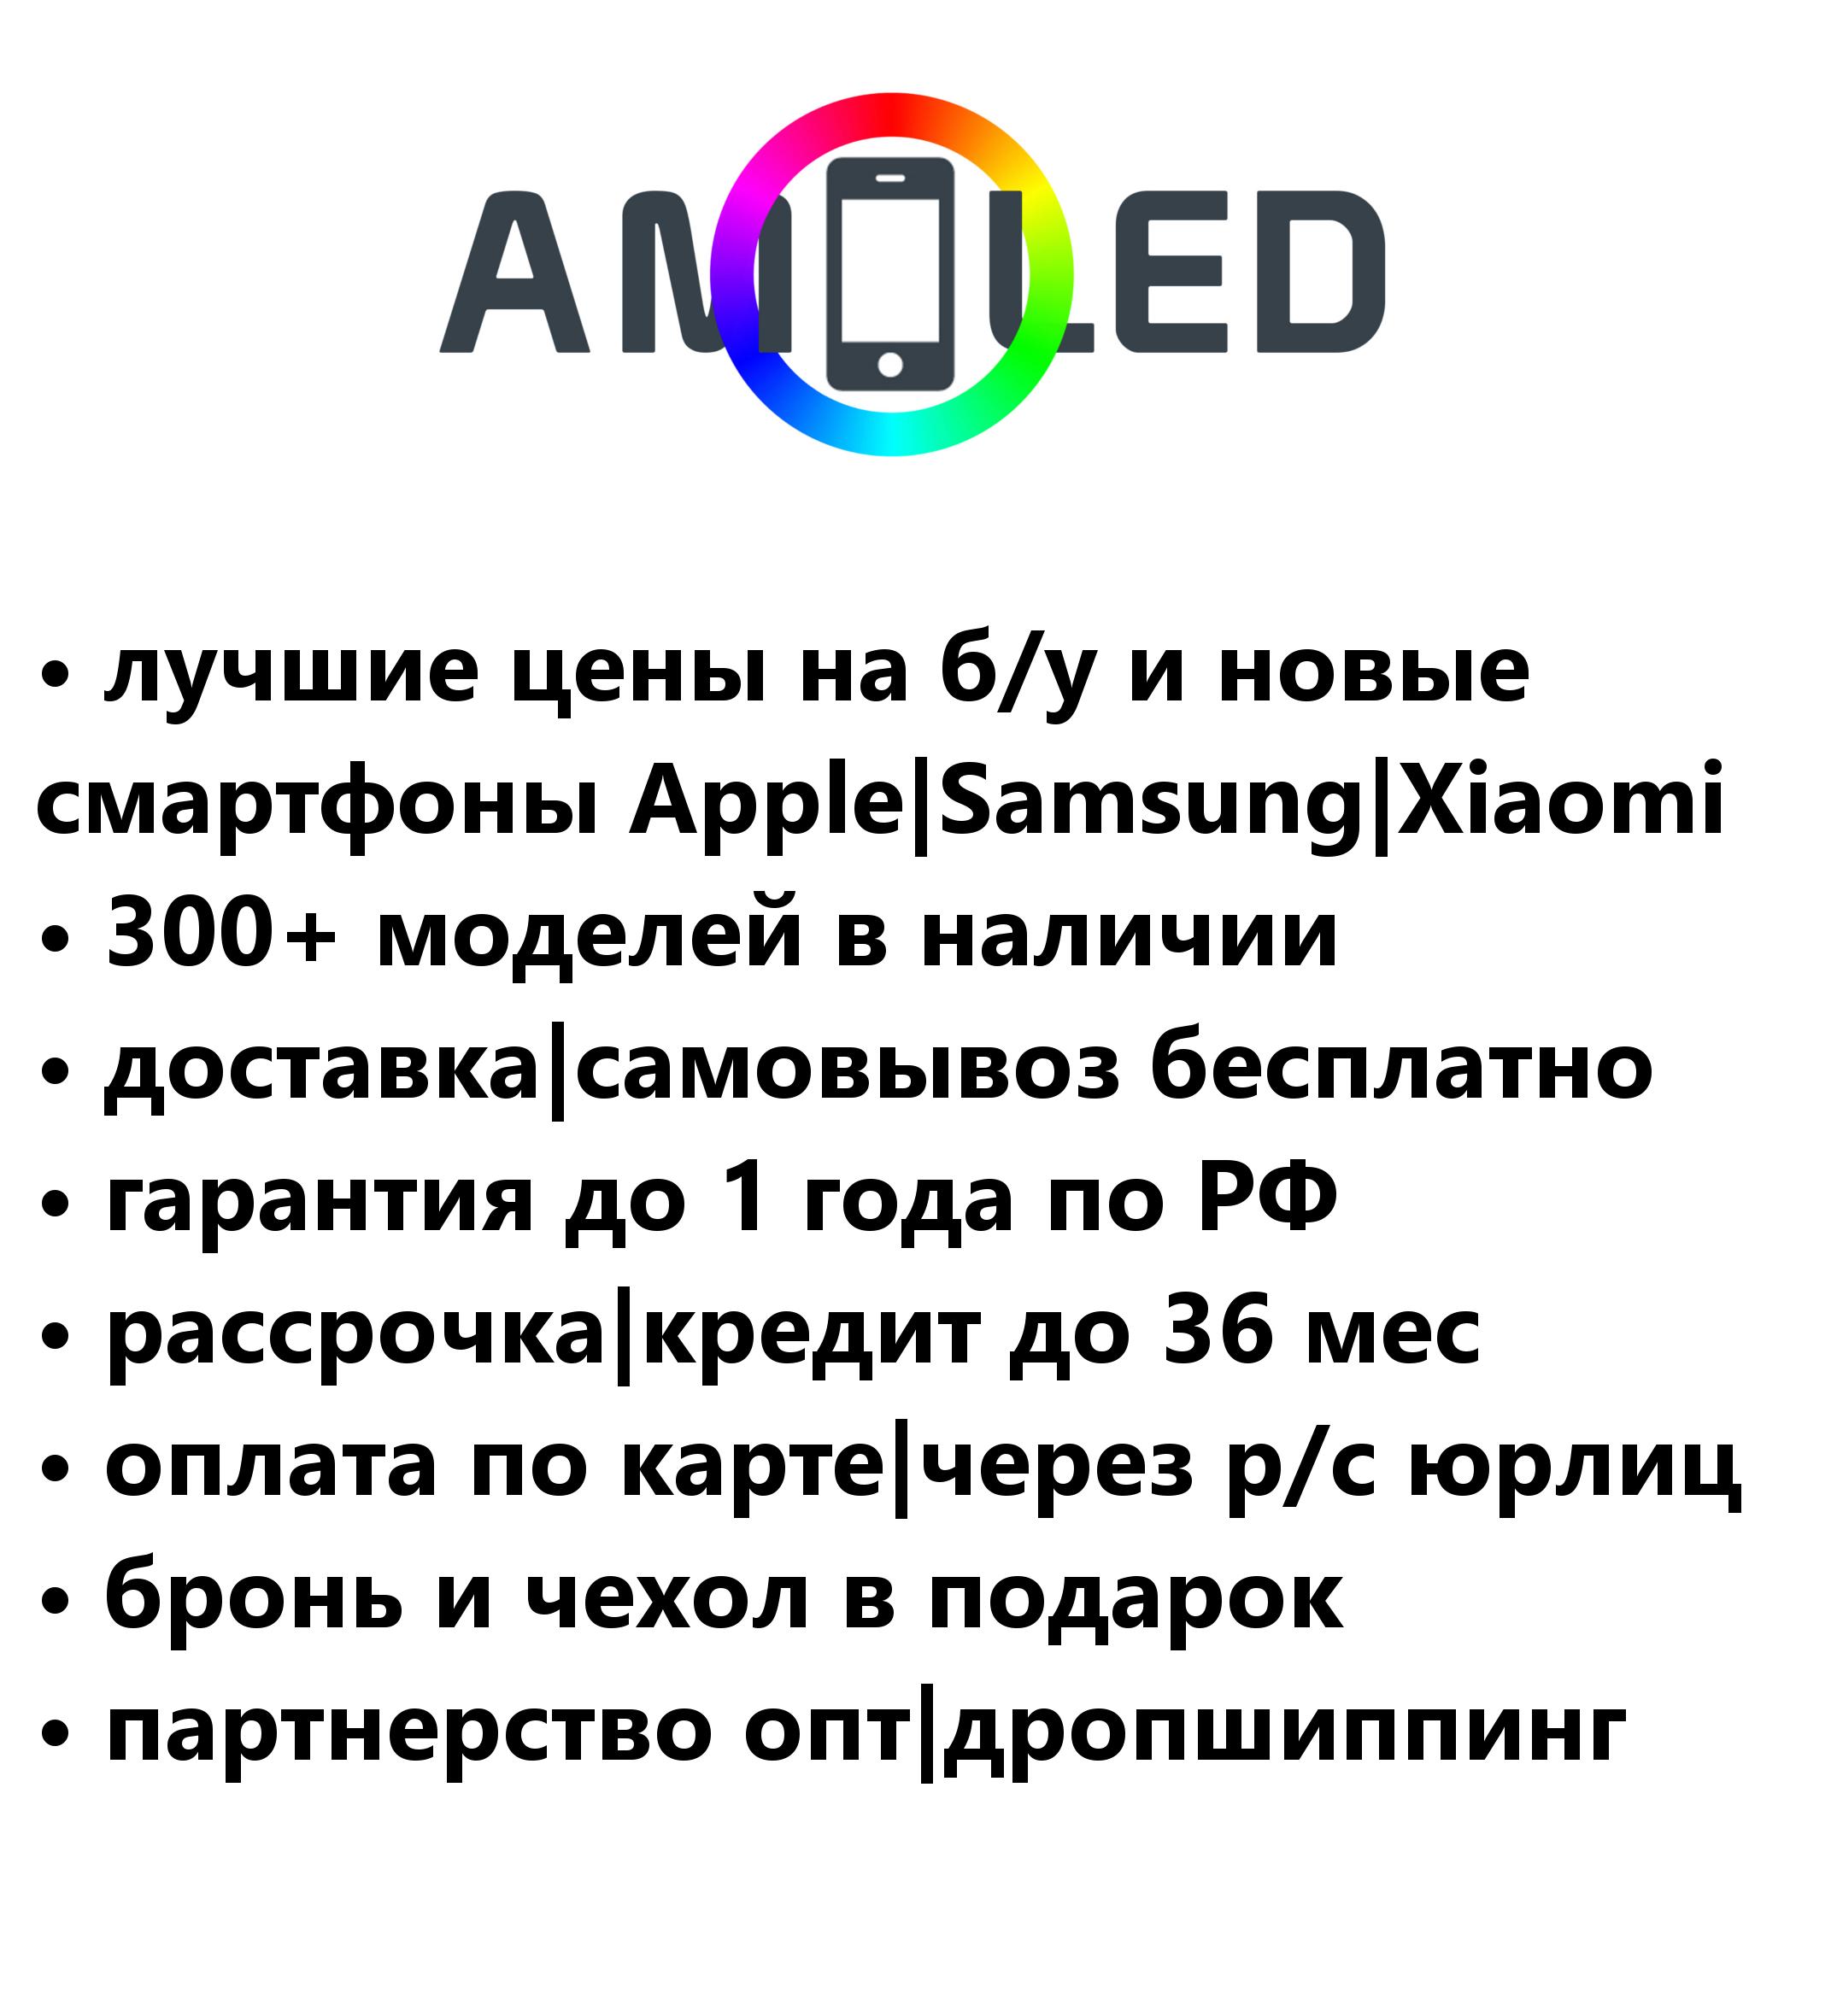 AMOLED
• лучшие цены на б/у и новые
смартфоны Apple|Samsung|Xiaomi
• 300+ моделей в наличии
• доставка|самовывоз бесплатно
• гарантия до 1 года по РФ
• рассрочка|кредит до 36 мес
• оплата по карте|через р/с юрлиц
• бронь и чехол в подарок
• партнерство опт|дропшиппинг